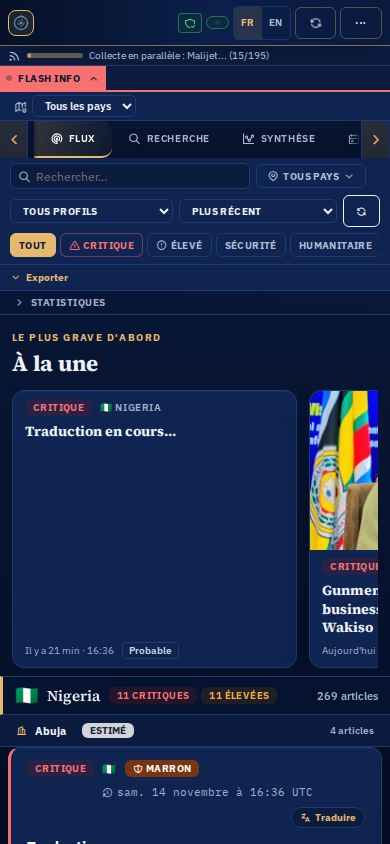 FR EN ...
Collecte en parallèle : Malijet… (15/195)
FLASH INFO
Tous les pays
FLUX RECHERCHE SYNTHÈSE
Rechercher... TOUS PAYS
TOUS PROFILS PLUS RÉCENT
TOUT CRITIQUE ÉLEVÉ SÉCURITÉ HUMANITAIRE
Exporter
STATISTIQUES
LE PLUS GRAVE D'ABORD
À la une
CRITIQUE NIGERIA
Traduction en cours…
Il y a 21 min · 16:36 Probable
CRITIQUE
Gunmen
business
Wakiso
Aujourd'hui
Nigeria 11 CRITIQUES 11 ÉLEVÉES 269 articles
Abuja ESTIMÉ 4 articles
CRITIQUE MARRON
sam. 14 novembre à 16:36 UTC
Traduire